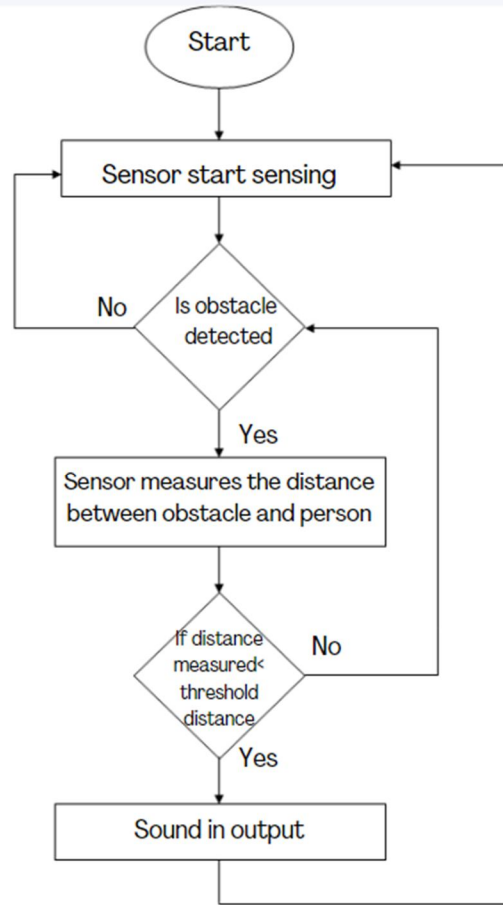 Start
Sensor start sensing
No
Is obstacle
detected
Yes
Sensor measures the distance
between obstacle and person
If distance
measured<
threshold
distance
No
Yes
Sound in output